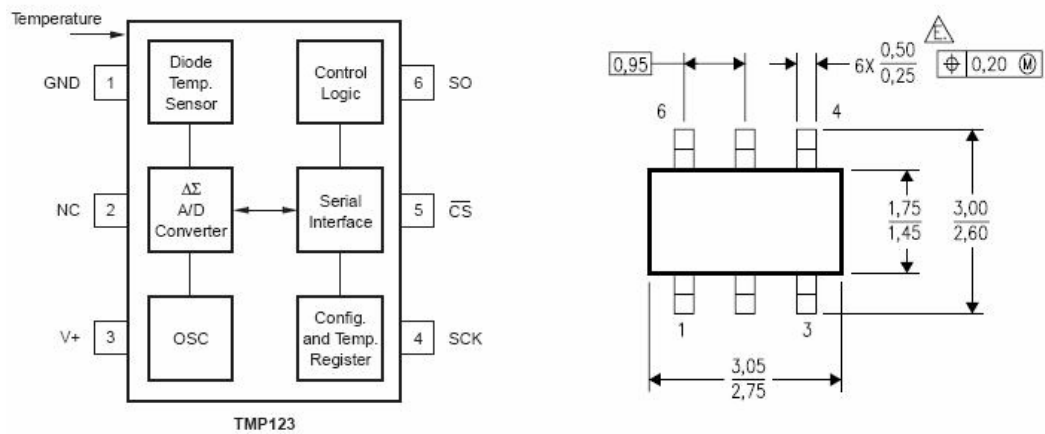 Temperature
GND 1
Diode
Temp.
Sensor
Control
Logic
6 SO
NC 2
ΔΣ
A/D
Converter
Serial
Interface
5 C̅S̅
V+ 3
OSC
Config.
and Temp.
Register
4 SCK
TMP123
E.
0,95
6X 0,50
0,25
⌖ 0,20 Ⓜ
6
4
1,75
1,45
3,00
2,60
1
3
3,05
2,75